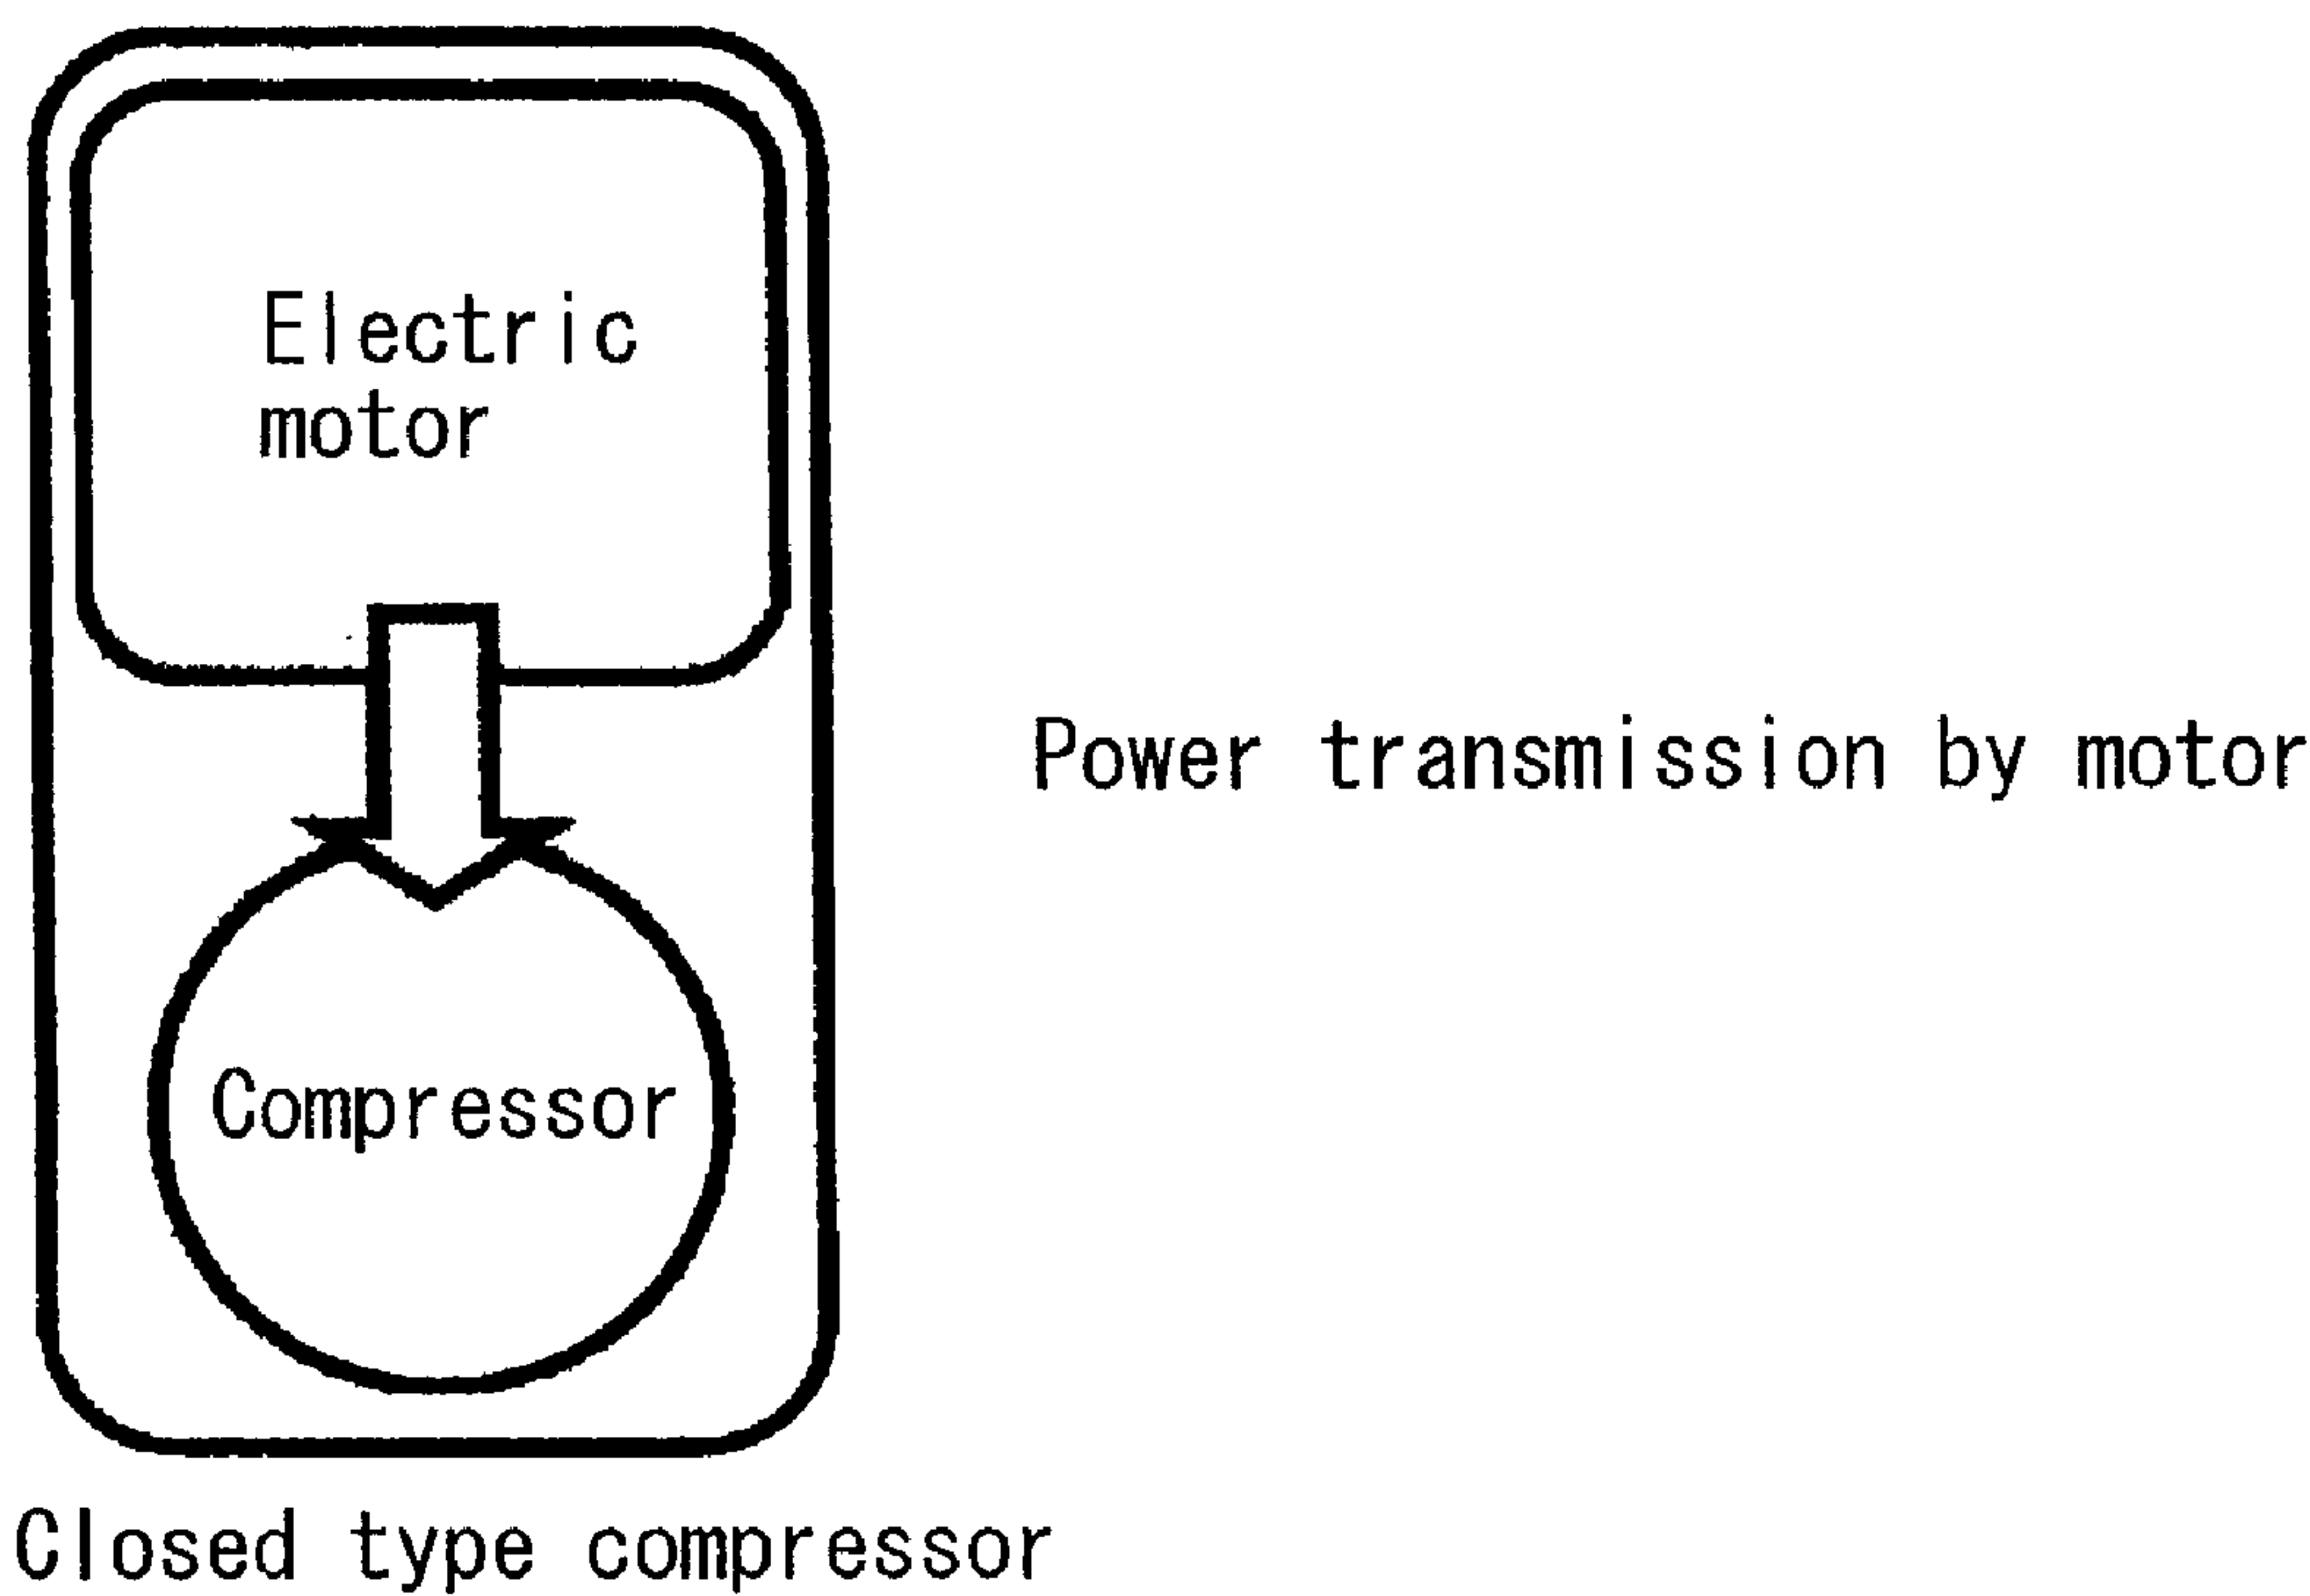 Electric
motor
Power transmission by motor
Compressor
Closed type compressor